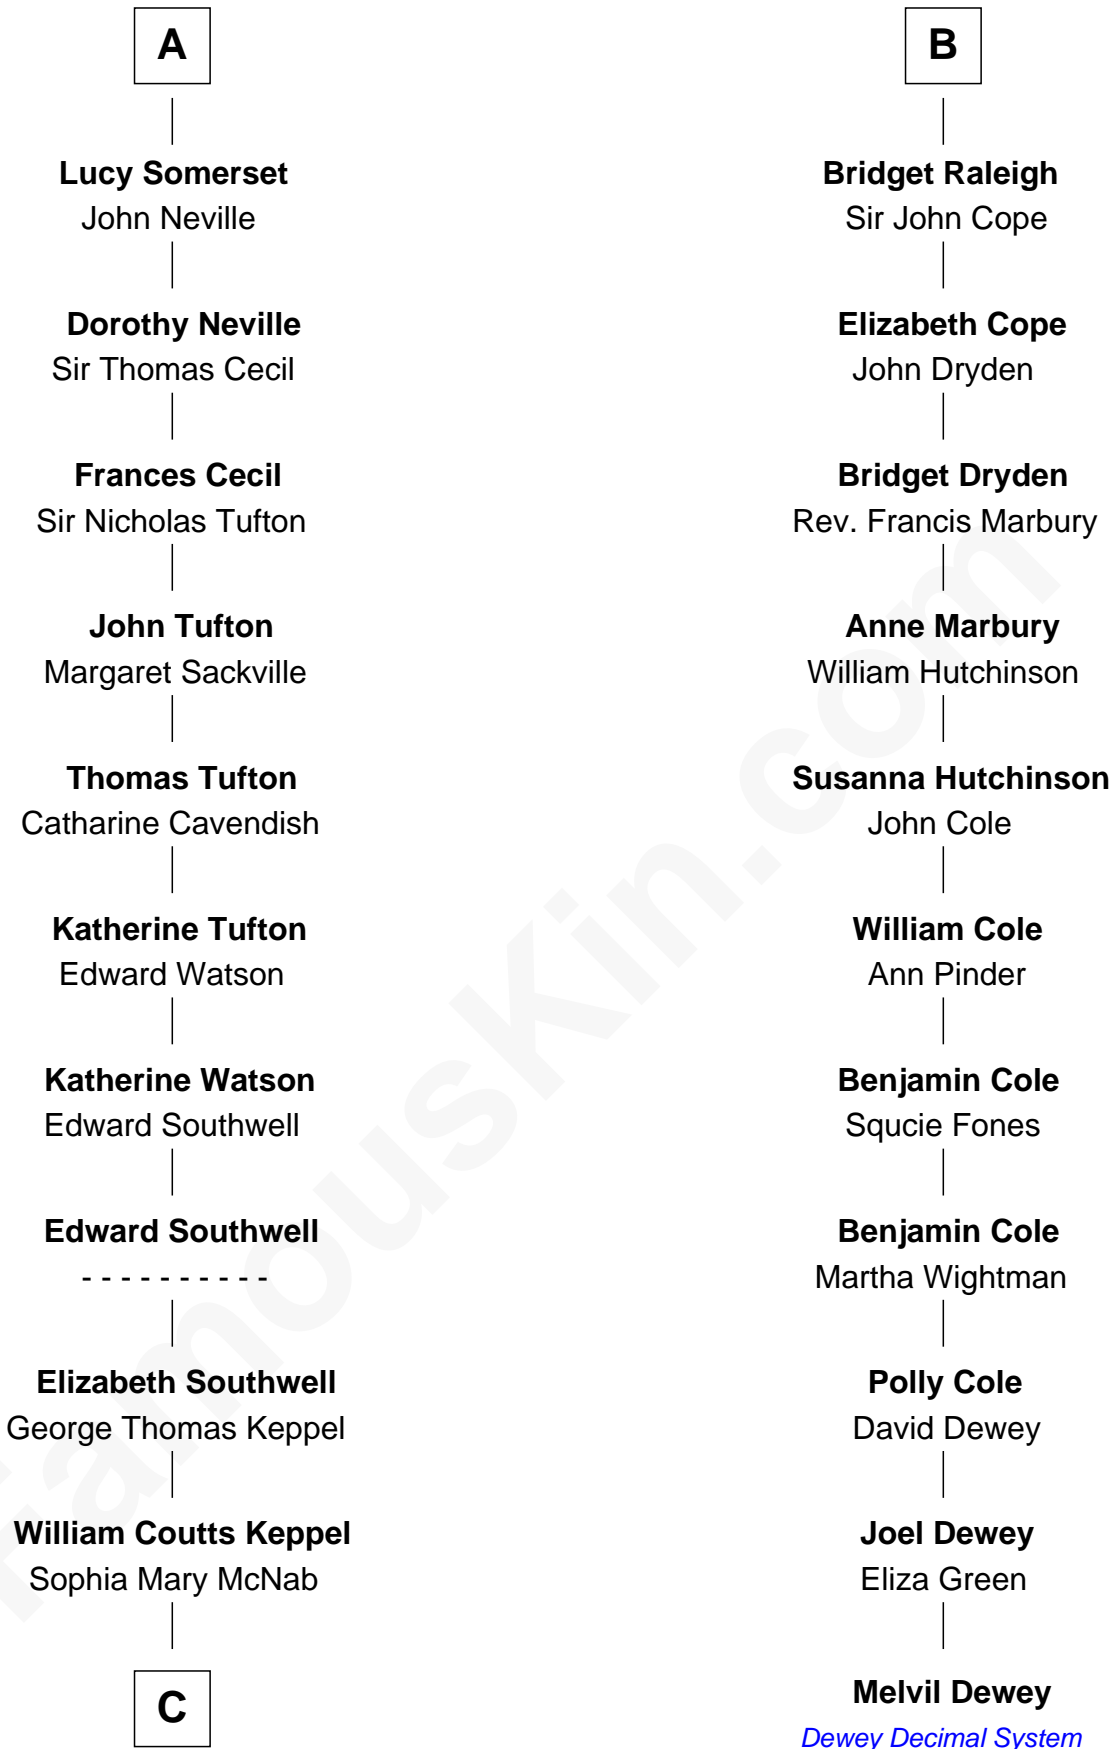 A
Lucy Somerset
John Neville
Dorothy Neville
Sir Thomas Cecil
Frances Cecil
Sir Nicholas Tufton
John Tufton
Margaret Sackville
Thomas Tufton
Catharine Cavendish
Katherine Tufton
Edward Watson
Katherine Watson
Edward Southwell
Edward Southwell
- - - - - - - - - -
Elizabeth Southwell
George Thomas Keppel
William Coutts Keppel
Sophia Mary McNab
C
B
Bridget Raleigh
Sir John Cope
Elizabeth Cope
John Dryden
Bridget Dryden
Rev. Francis Marbury
Anne Marbury
William Hutchinson
Susanna Hutchinson
John Cole
William Cole
Ann Pinder
Benjamin Cole
Squcie Fones
Benjamin Cole
Martha Wightman
Polly Cole
David Dewey
Joel Dewey
Eliza Green
Melvil Dewey
Dewey Decimal System
FamousKin.com